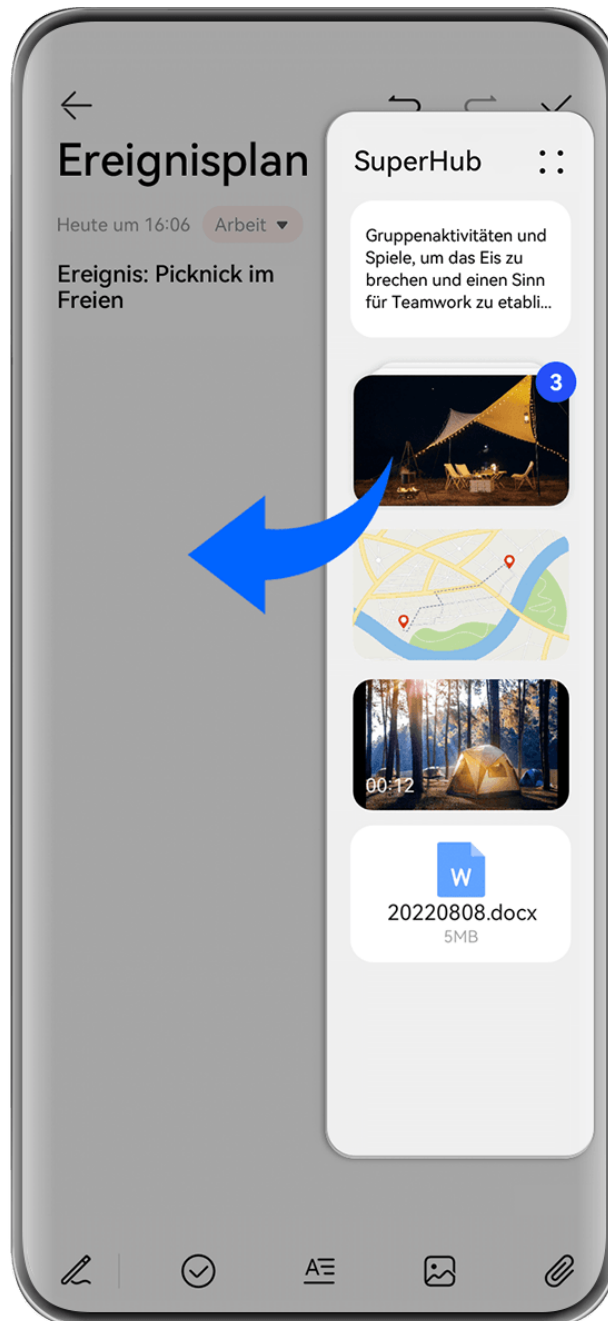 Ereignisplan
Heute um 16:06 Arbeit
Ereignis: Picknick im
Freien
SuperHub
Gruppenaktivitäten und
Spiele, um das Eis zu
brechen und einen Sinn
für Teamwork zu etabli...
3
00:12
W
20220808.docx
5MB
A